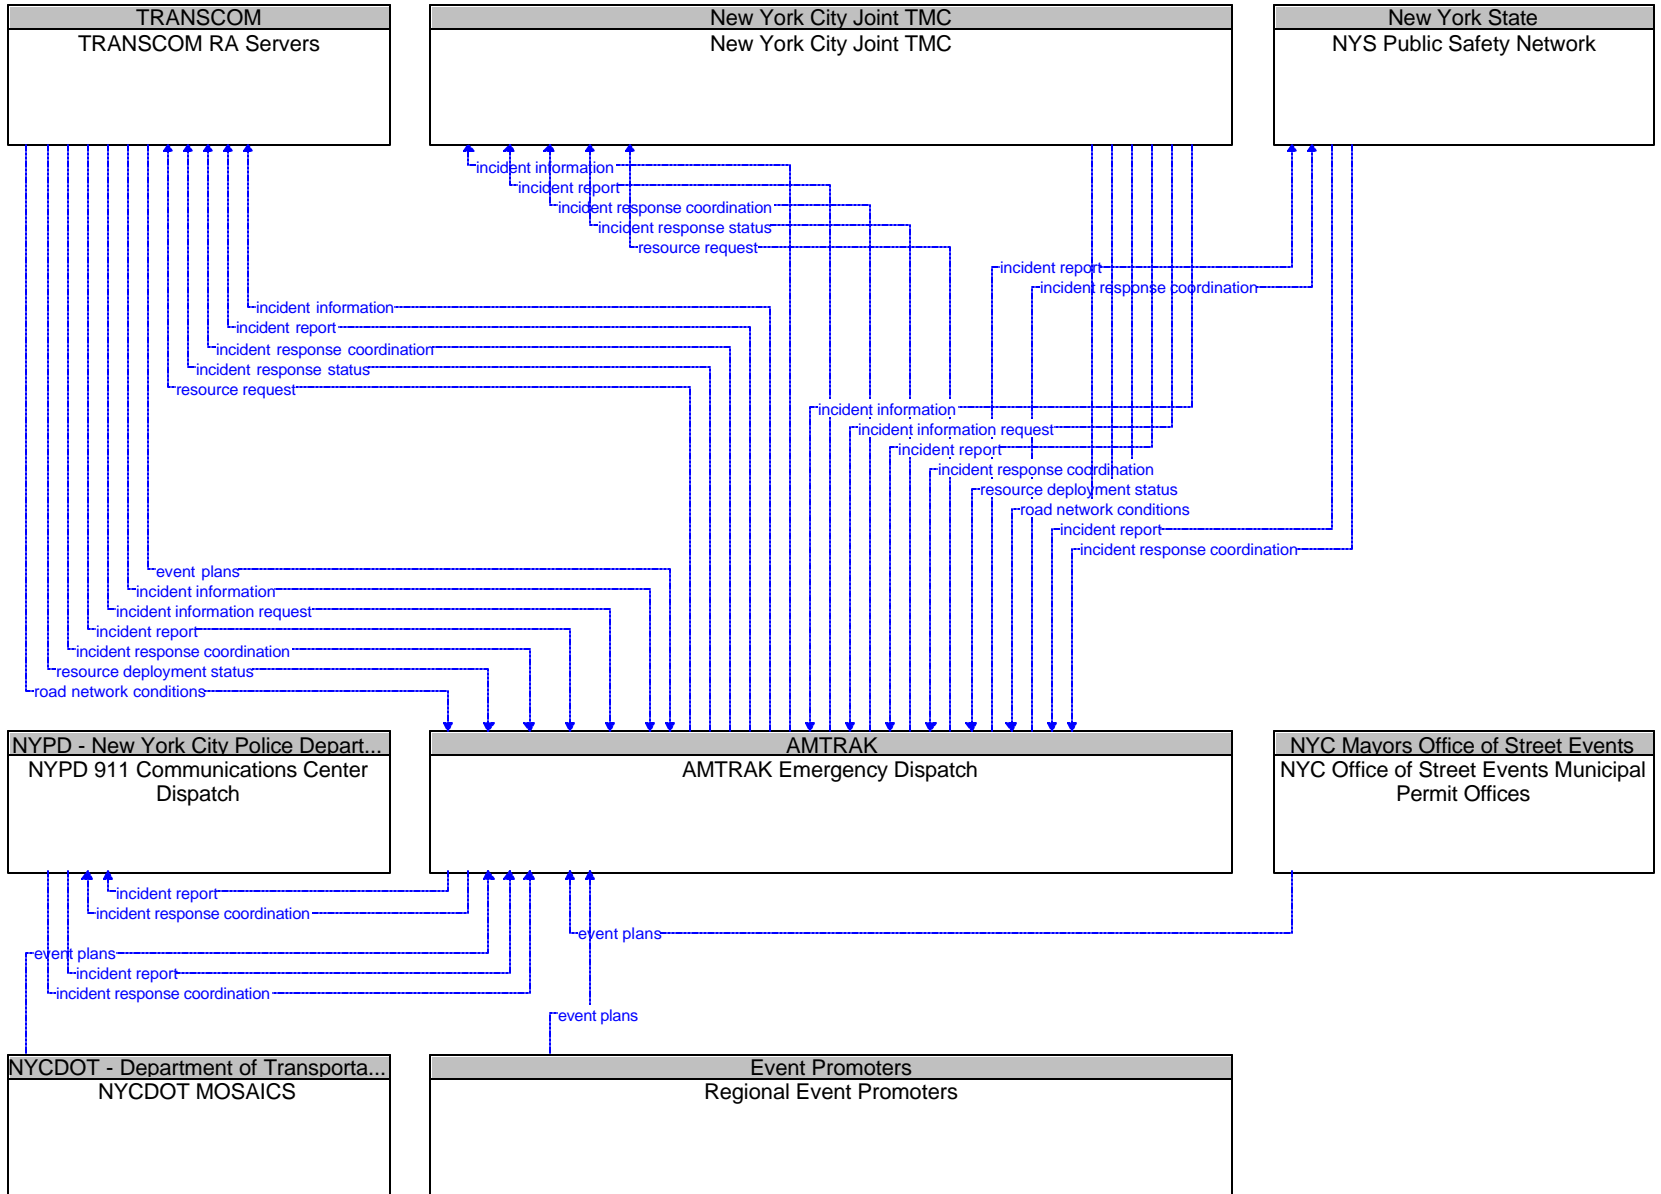 TRANSCOM
TRANSCOM RA Servers
New York City Joint TMC
New York City Joint TMC
New York State
NYS Public Safety Network
incident information
incident report
incident response coordination
incident response status
resource request
incident report
incident response coordination
incident information
incident report
incident response coordination
incident response status
resource request
incident information
incident information request
incident report
incident response coordination
resource deployment status
road network conditions
incident report
incident response coordination
event plans
incident information
incident information request
incident report
incident response coordination
resource deployment status
road network conditions
NYPD - New York City Police Depart...
NYPD 911 Communications Center
Dispatch
AMTRAK
AMTRAK Emergency Dispatch
NYC Mayors Office of Street Events
NYC Office of Street Events Municipal
Permit Offices
incident report
incident response coordination
event plans
event plans
incident report
incident response coordination
event plans
NYCDOT - Department of Transporta...
NYCDOT MOSAICS
Event Promoters
Regional Event Promoters